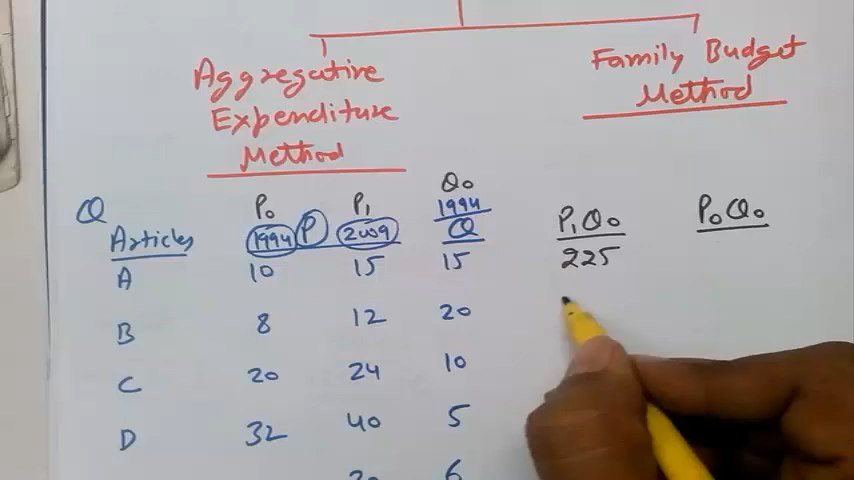 Aggregative
Expenditure
Method
Family Budget
Method
Q
Articles
P₀
1994
P
P₁
2009
Q₀
1994
Q
P₁Q₀
P₀Q₀
A 10 15 15 225
B 8 12 20
C 20 24 10
D 32 40 5
6